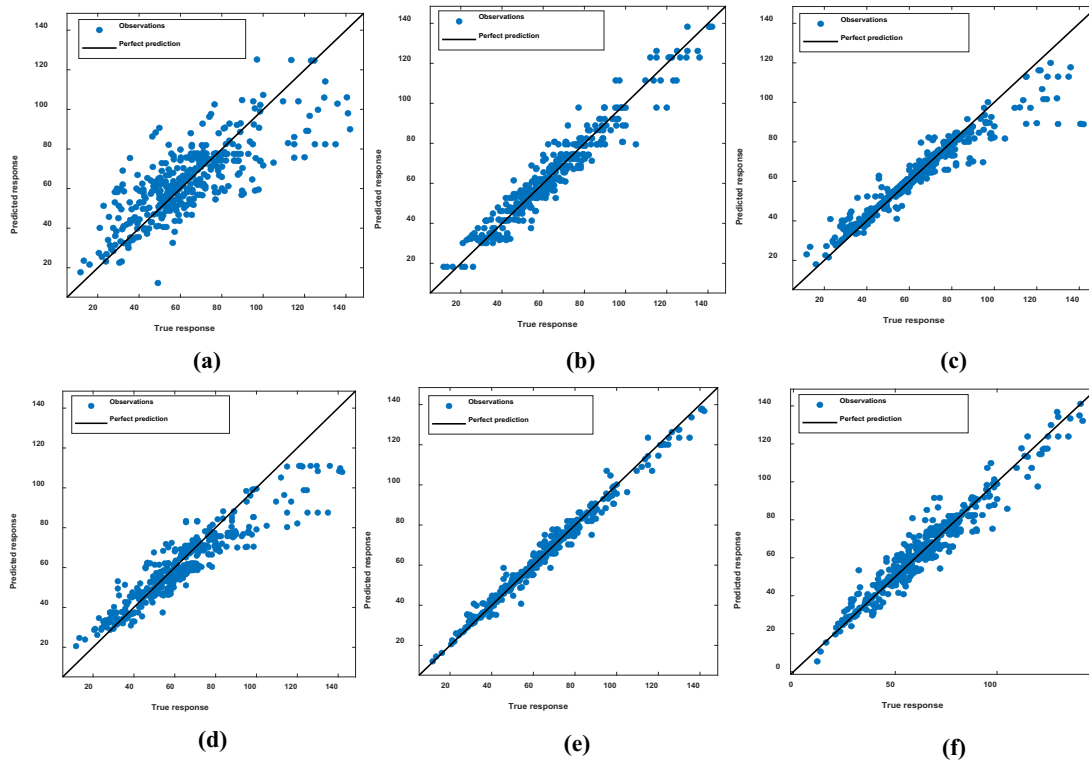 140
120
100
80
60
40
20
Predicted response
Observations
Perfect prediction
20 40 60 80 100 120 140
True response
(a)
140
120
100
80
60
40
20
Predicted response
Observations
Perfect prediction
20 40 60 80 100 120 140
True response
(b)
140
120
100
80
60
40
20
Predicted response
Observations
Perfect prediction
20 40 60 80 100 120 140
True response
(c)
140
120
100
80
60
40
20
Predicted response
Observations
Perfect prediction
20 40 60 80 100 120 140
True response
(d)
140
120
100
80
60
40
20
Predicted response
Observations
Perfect prediction
20 40 60 80 100 120 140
True response
(e)
140
120
100
80
60
40
20
0
Predicted response
Observations
Perfect prediction
0 50 100
True response
(f)